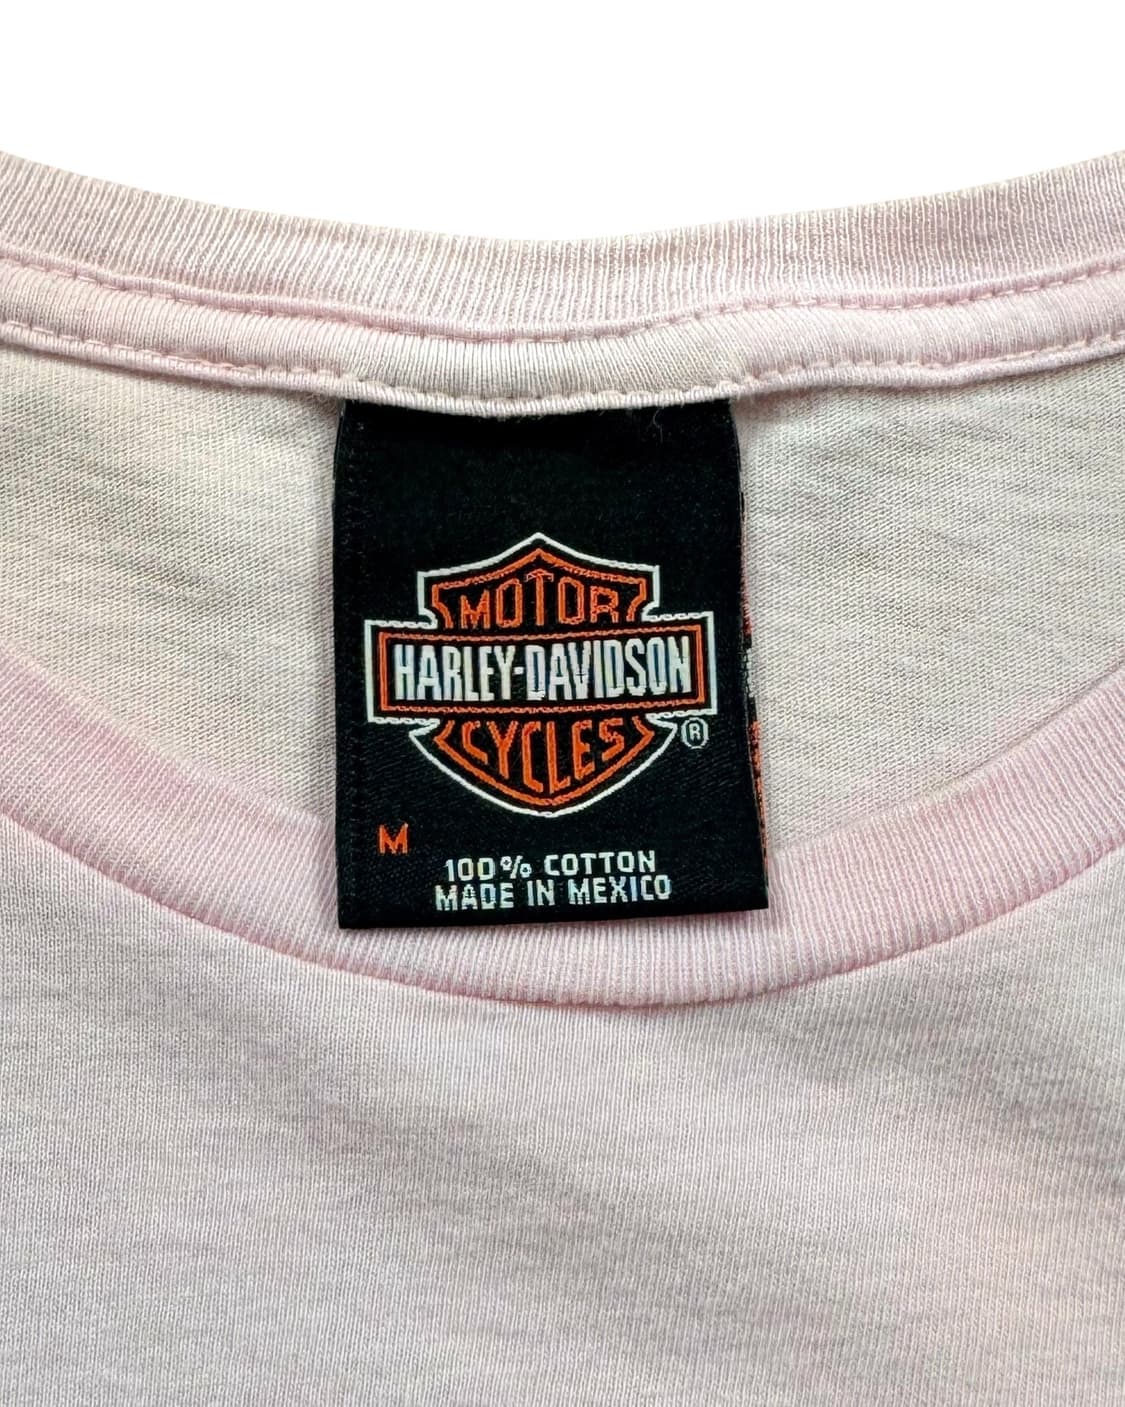 MOTOR
HARLEY-DAVIDSON
CYCLES
®
M
100% COTTON
MADE IN MEXICO